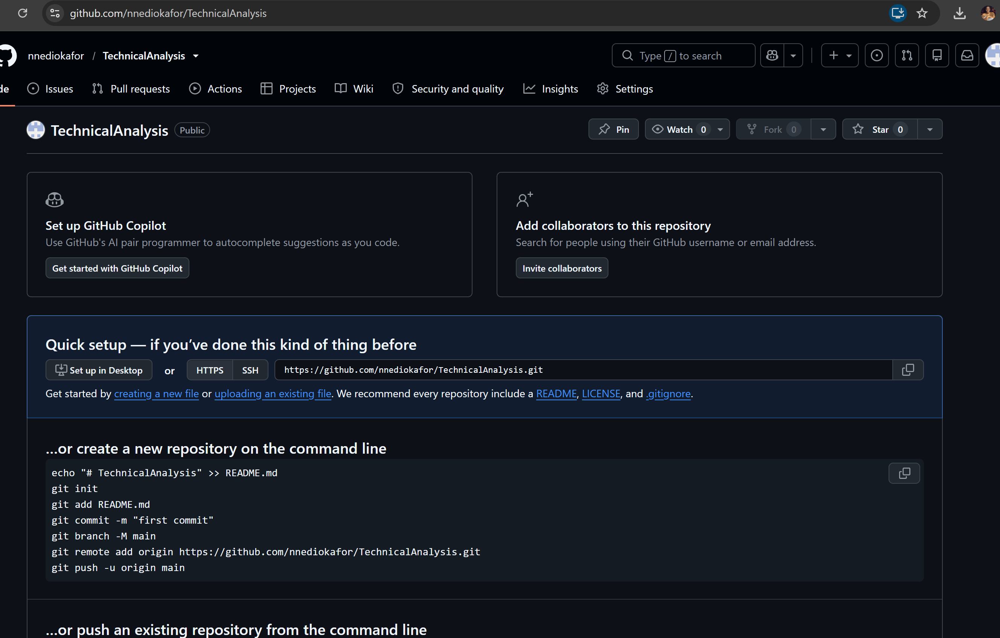 github.com/nnediokafor/TechnicalAnalysis
nnediokafor / TechnicalAnalysis
Type / to search
de
Issues
Pull requests
Actions
Projects
Wiki
Security and quality
Insights
Settings
TechnicalAnalysis Public
Pin
Watch 0
Fork 0
Star 0
Set up GitHub Copilot
Use GitHub's AI pair programmer to autocomplete suggestions as you code.
Get started with GitHub Copilot
Add collaborators to this repository
Search for people using their GitHub username or email address.
Invite collaborators
Quick setup — if you’ve done this kind of thing before
Set up in Desktop or HTTPS SSH https://github.com/nnediokafor/TechnicalAnalysis.git
Get started by creating a new file or uploading an existing file. We recommend every repository include a README, LICENSE, and .gitignore.
…or create a new repository on the command line
echo "# TechnicalAnalysis" >> README.md
git init
git add README.md
git commit -m "first commit"
git branch -M main
git remote add origin https://github.com/nnediokafor/TechnicalAnalysis.git
git push -u origin main
…or push an existing repository from the command line